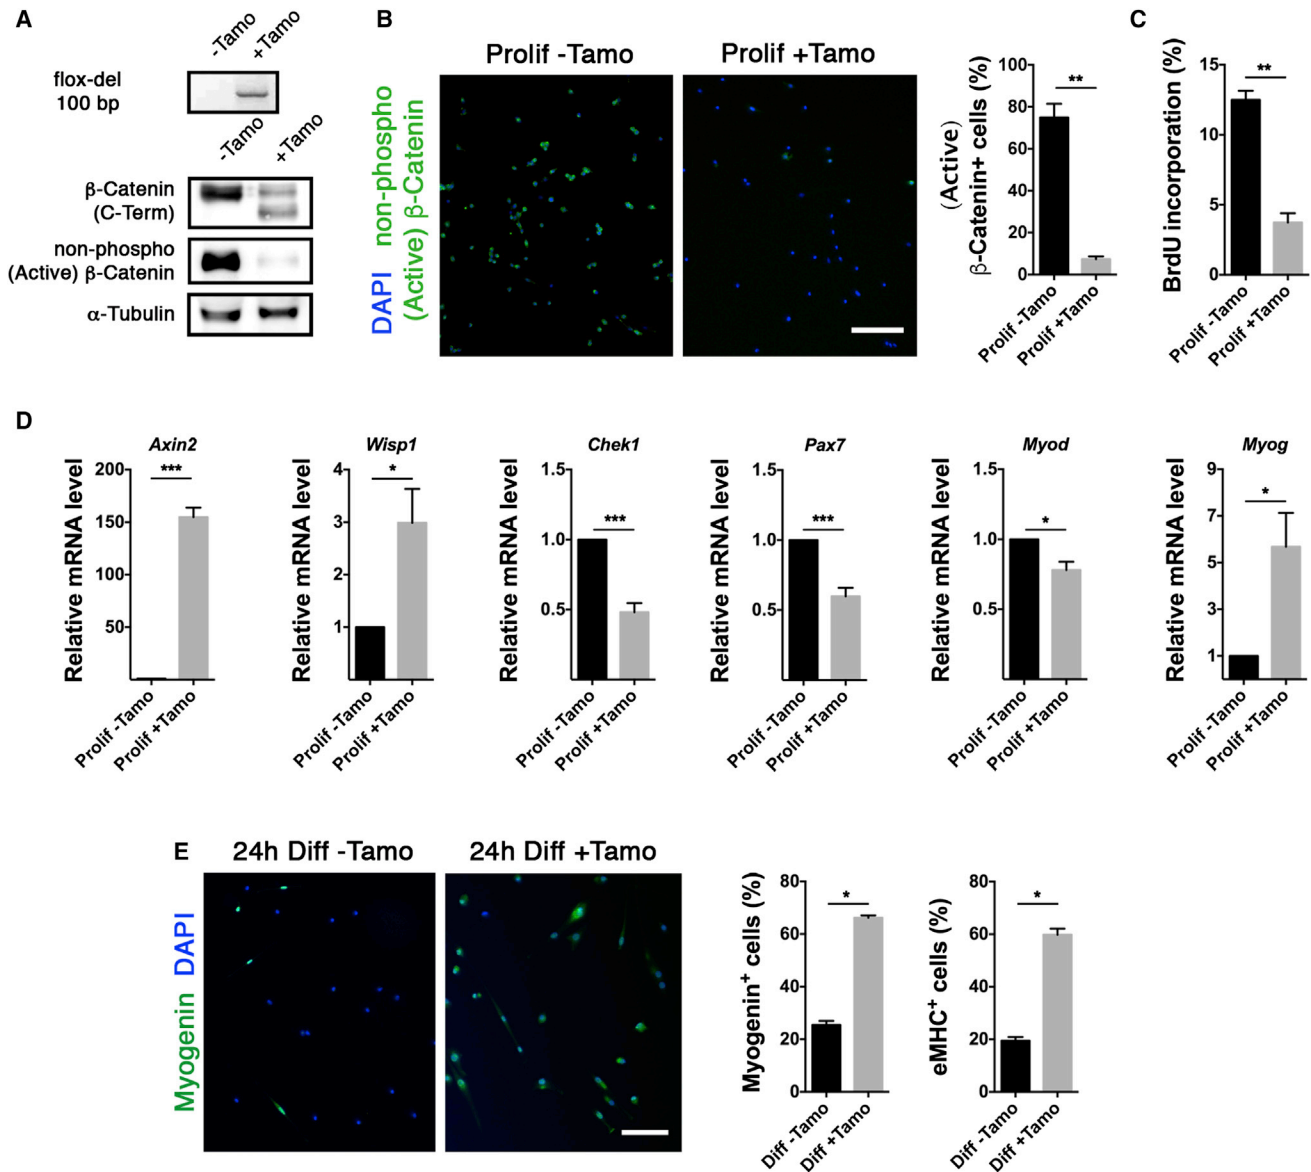 A
-Tamo
+Tamo
flox-del
100 bp
-Tamo
+Tamo
β-Catenin
(C-Term)
non-phospho
(Active) β-Catenin
α-Tubulin
B
Prolif -Tamo
Prolif +Tamo
DAPI non-phospho
(Active) β-Catenin
(Active)
β-Catenin+ cells (%)
100
80
60
40
20
0
**
Prolif -Tamo
Prolif +Tamo
C
BrdU incorporation (%)
15
10
5
0
**
Prolif -Tamo
Prolif +Tamo
D
Axin2
Relative mRNA level
200
150
100
50
***
Prolif -Tamo
Prolif +Tamo
Wisp1
Relative mRNA level
4
3
2
1
*
Prolif -Tamo
Prolif +Tamo
Chek1
Relative mRNA level
1.5
1.0
0.5
***
Prolif -Tamo
Prolif +Tamo
Pax7
Relative mRNA level
1.5
1.0
0.5
***
Prolif -Tamo
Prolif +Tamo
Myod
Relative mRNA level
1.5
1.0
0.5
*
Prolif -Tamo
Prolif +Tamo
Myog
Relative mRNA level
9
7
5
3
1
*
Prolif -Tamo
Prolif +Tamo
E
24h Diff -Tamo
24h Diff +Tamo
Myogenin DAPI
Myogenin+ cells (%)
80
60
40
20
0
*
Diff -Tamo
Diff +Tamo
eMHC+ cells (%)
80
60
40
20
0
*
Diff -Tamo
Diff +Tamo